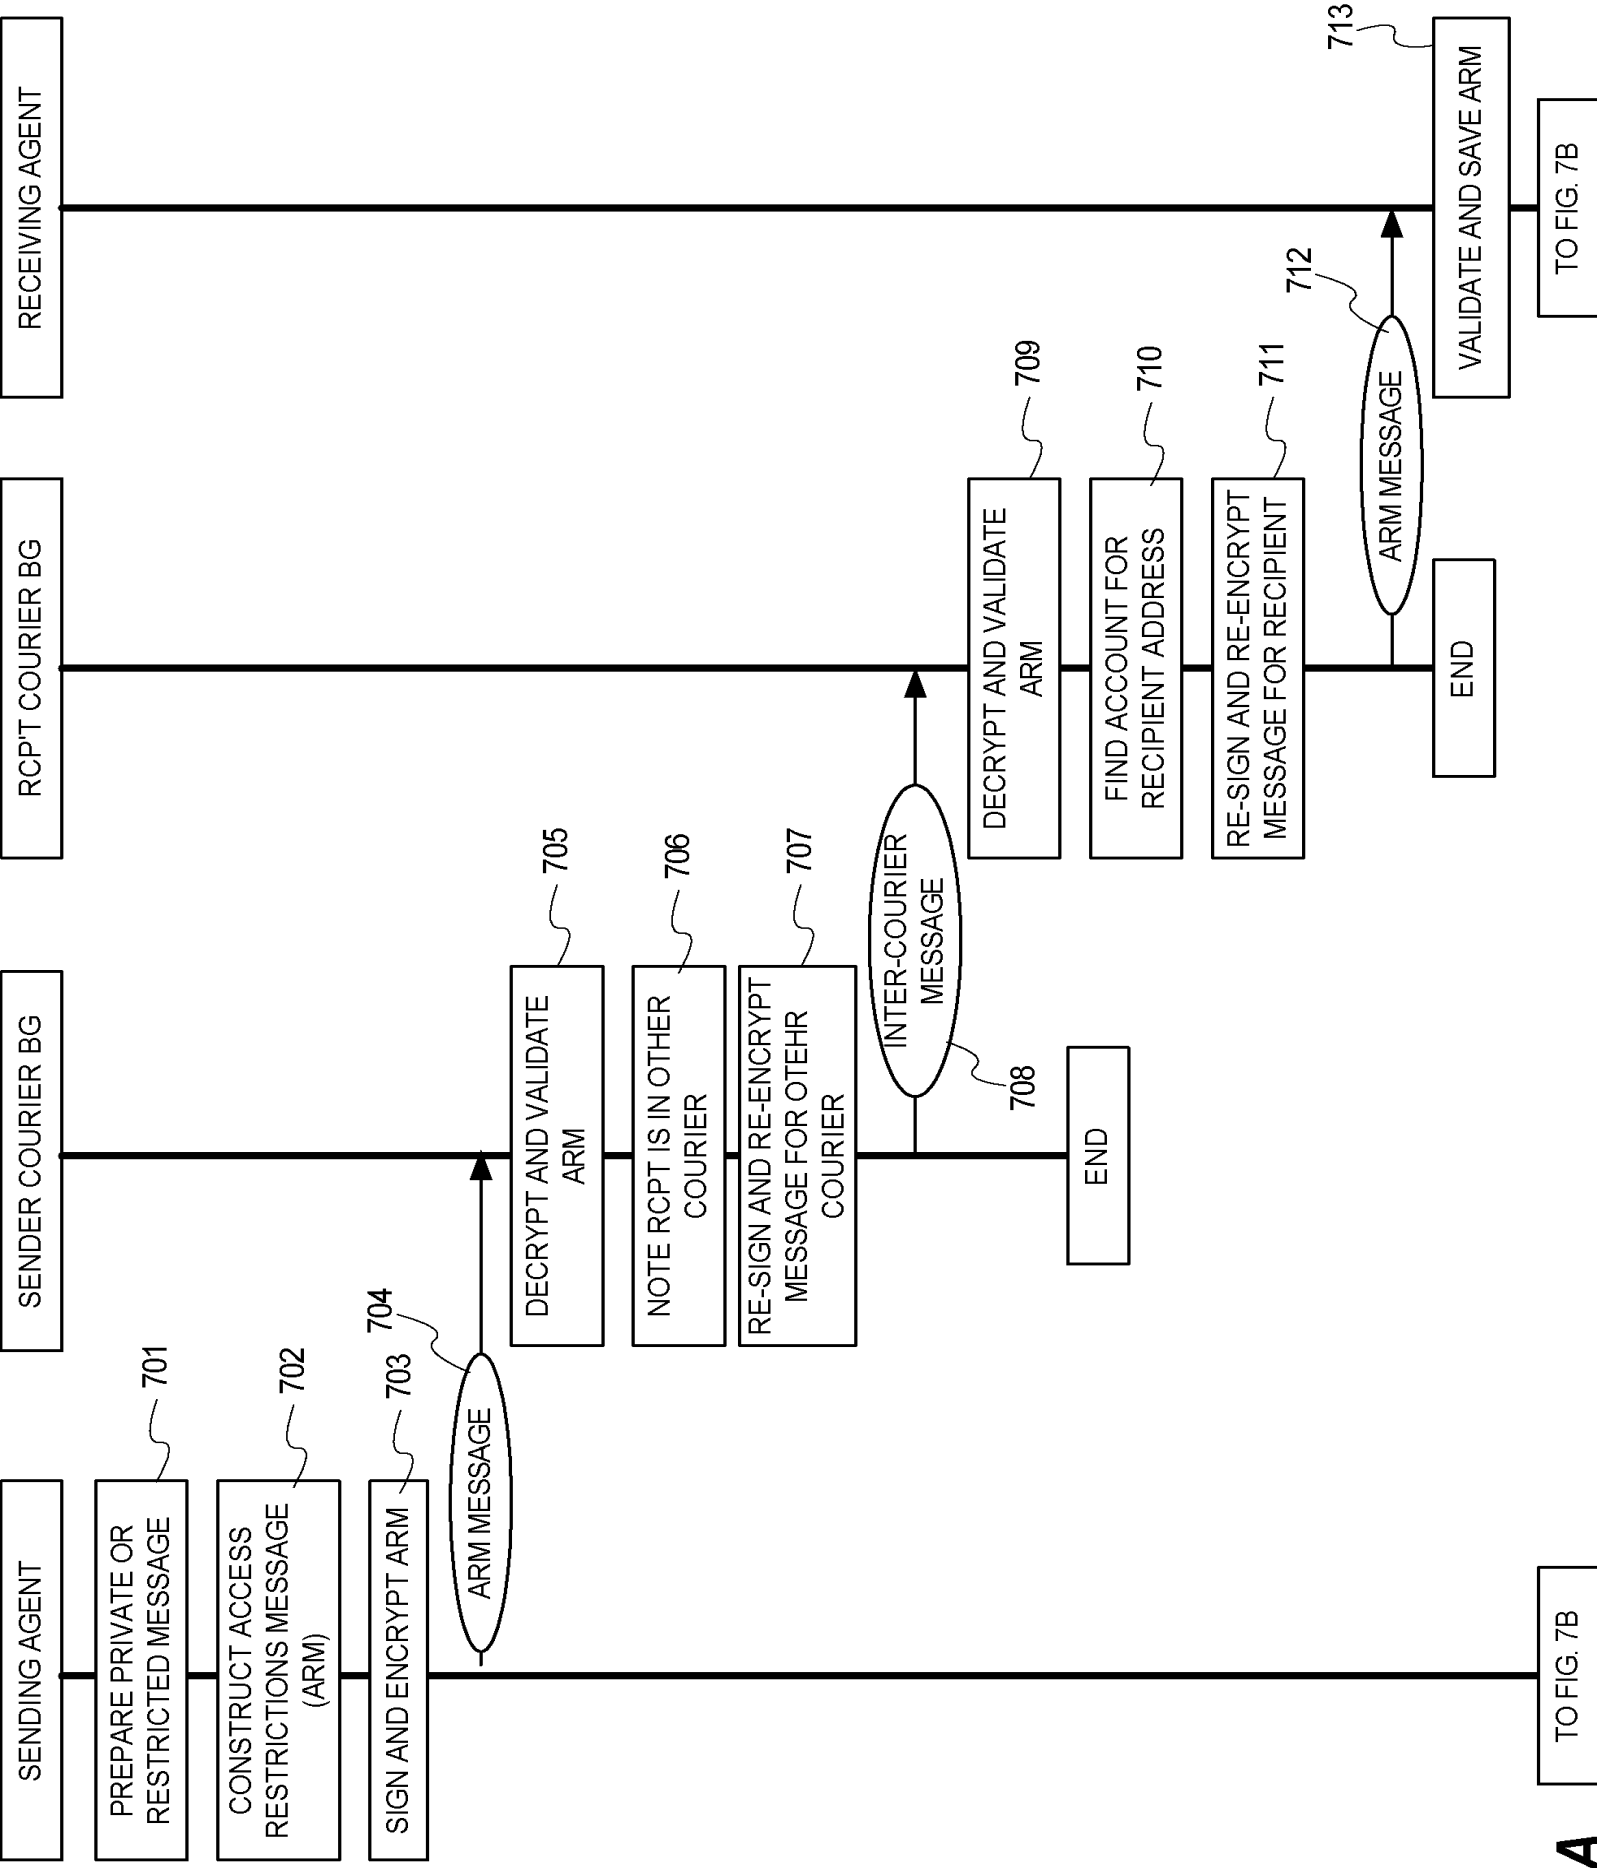 SENDING AGENT
SENDER COURIER BG
RCP'T COURIER BG
RECEIVING AGENT
PREPARE PRIVATE OR
RESTRICTED MESSAGE
701
CONSTRUCT ACCESS
RESTRICTIONS MESSAGE
(ARM)
702
SIGN AND ENCRYPT ARM
703
ARM MESSAGE
704
DECRYPT AND VALIDATE
ARM
705
NOTE RCPT IS IN OTHER
COURIER
706
RE-SIGN AND RE-ENCRYPT
MESSAGE FOR OTEHR
COURIER
707
INTER-COURIER
MESSAGE
708
DECRYPT AND VALIDATE
ARM
709
END
FIND ACCOUNT FOR
RECIPIENT ADDRESS
710
RE-SIGN AND RE-ENCRYPT
MESSAGE FOR RECIPIENT
711
ARM MESSAGE
712
END
VALIDATE AND SAVE ARM
713
TO FIG. 7B
TO FIG. 7B
A